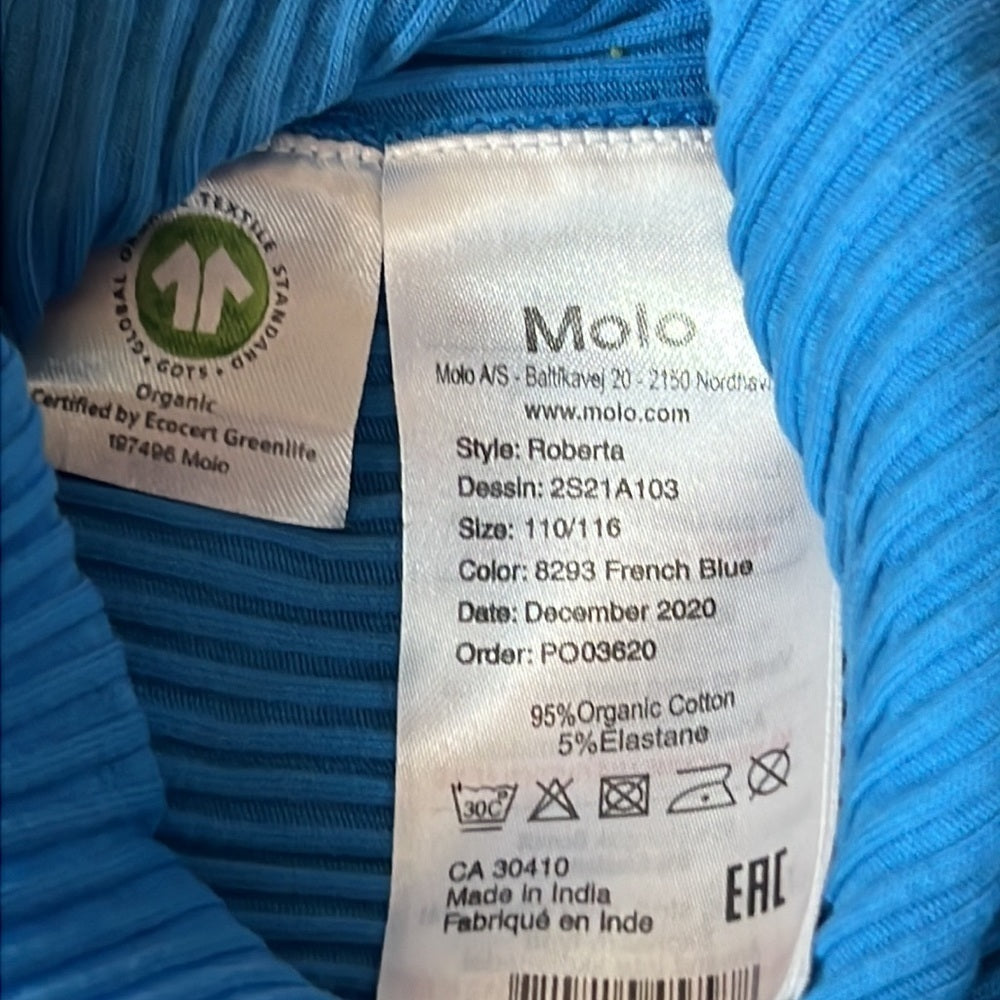 TEXTILE STANDARD
GLOBAL
• GOTS •
Organic
Certified by Ecocert Greenlife
197496 Molo
Molo
Molo A/S - Baltikavej 20 - 2150 Nordhavn
www.molo.com
Style: Roberta
Dessin: 2S21A103
Size: 110/116
Color: 8293 French Blue
Date: December 2020
Order: PO03620
95%Organic Cotton
5%Elastane
30C°
CA 30410
Made in India
Fabriqué en Inde
EAC